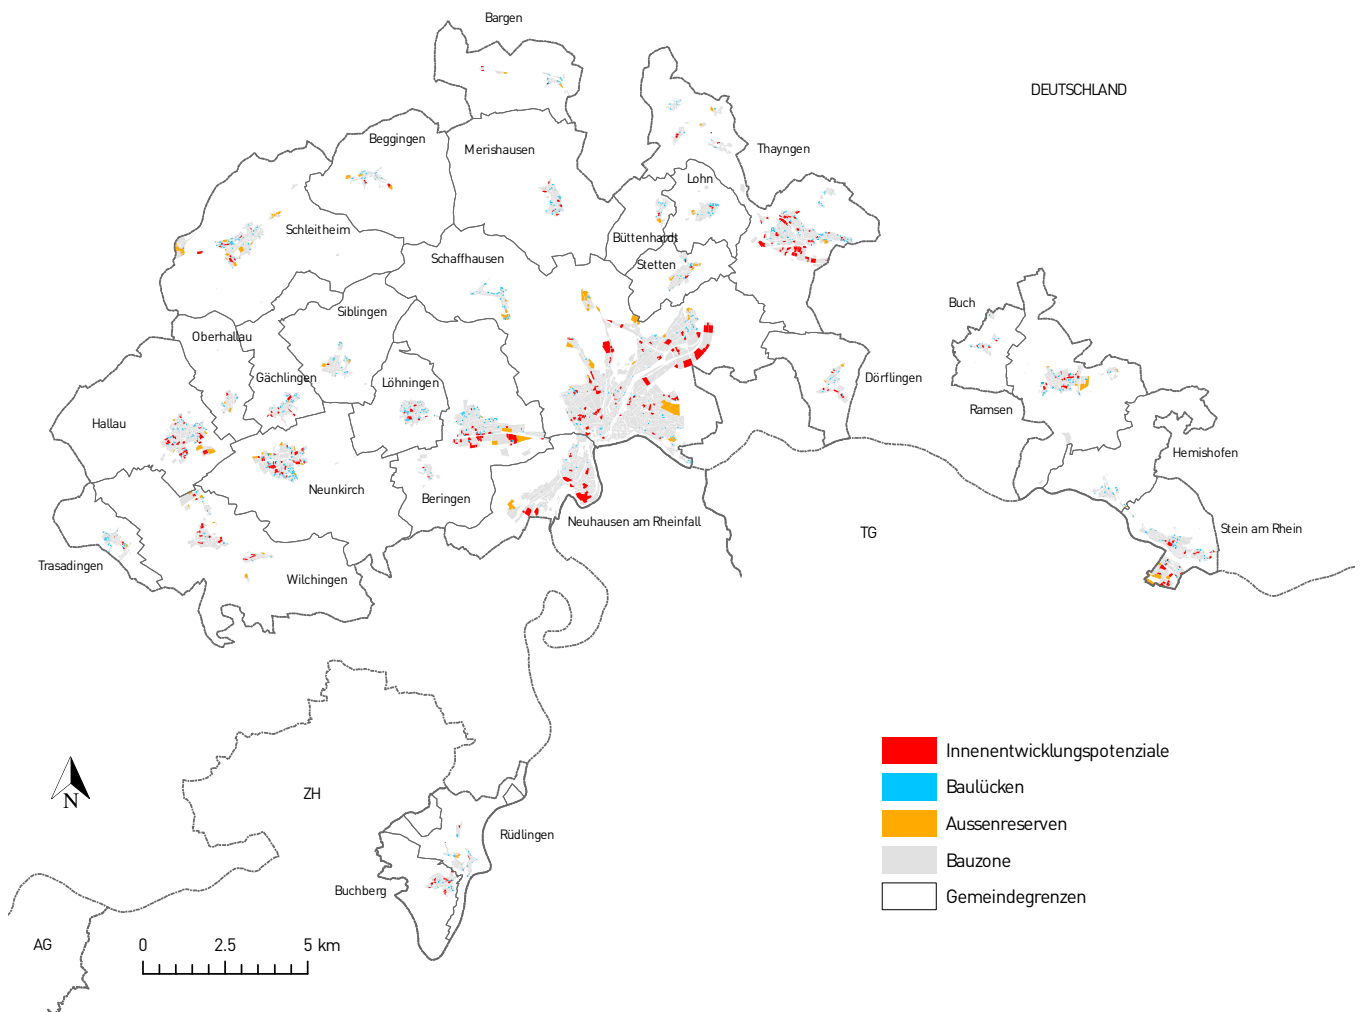 Bargen
DEUTSCHLAND
Beggingen
Merishausen
Thayngen
Lohn
Schleitheim
Büttenhardt
Schaffhausen
Stetten
Buch
Siblingen
Oberhallau
Gächlingen
Löhningen
Dörflingen
Hallau
Ramsen
Hemishofen
Neunkirch
Beringen
Neuhausen am Rheinfall
Stein am Rhein
TG
Trasadingen
Wilchingen
Innenentwicklungspotenziale
Baulücken
Aussenreserven
Bauzone
Gemeindegrenzen
N
ZH
Rüdlingen
Buchberg
AG
0 2.5 5 km